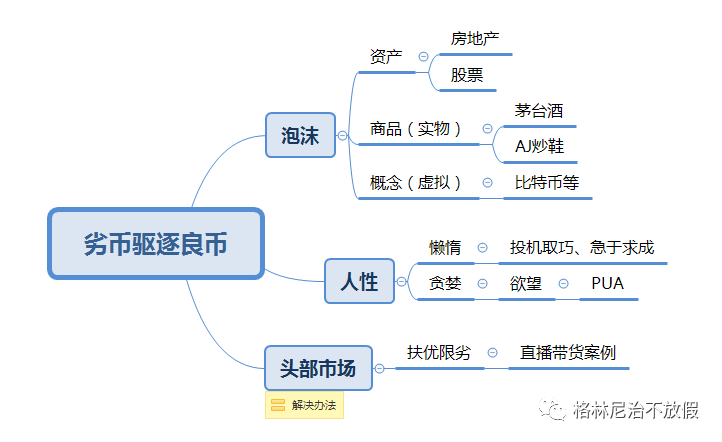 劣币驱逐良币
泡沫
资产
房地产
股票
商品（实物）
茅台酒
AJ炒鞋
概念（虚拟）
比特币等
人性
懒惰
投机取巧、急于求成
贪婪
欲望
PUA
头部市场
扶优限劣
直播带货案例
解决办法
格林尼治不放假